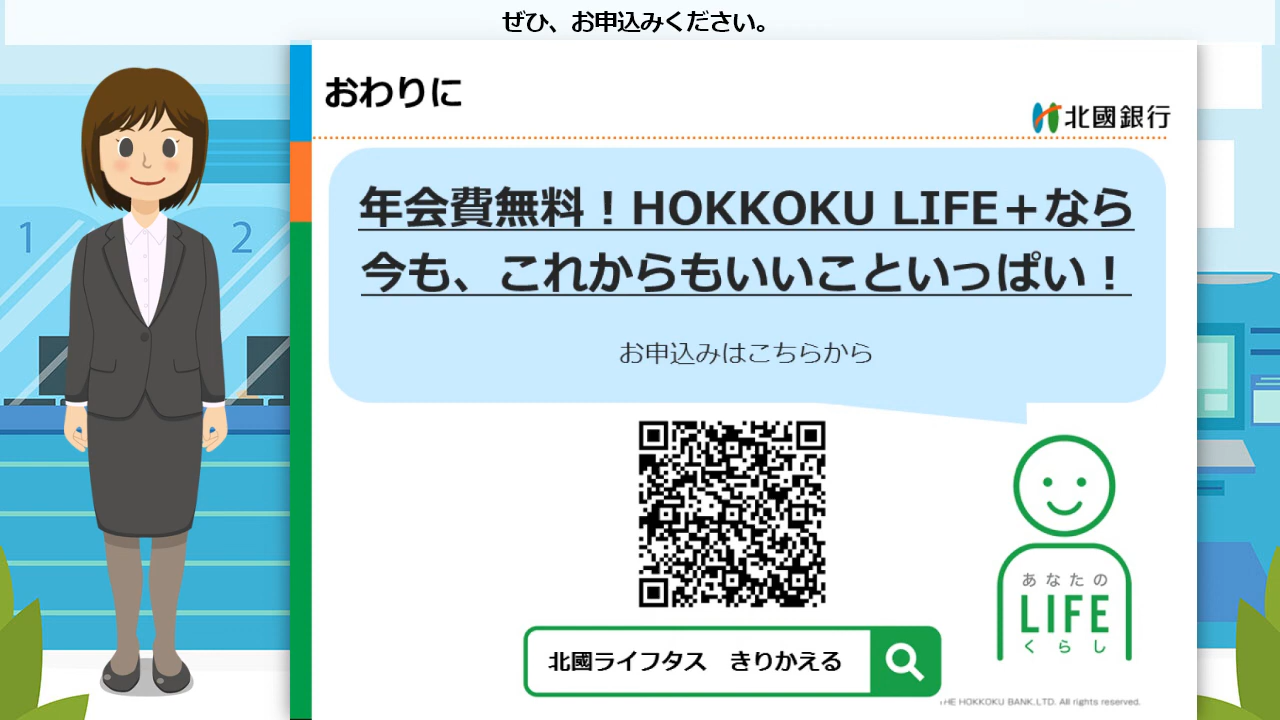 ぜひ、お申込みください。
おわりに
北國銀行
年会費無料！HOKKOKU LIFE＋なら
今も、これからもいいこといっぱい！
お申込みはこちらから
1
2
あなたの
LIFE
くらし
北國ライフタス　きりかえる
THE HOKKOKU BANK,LTD. All rights reserved.